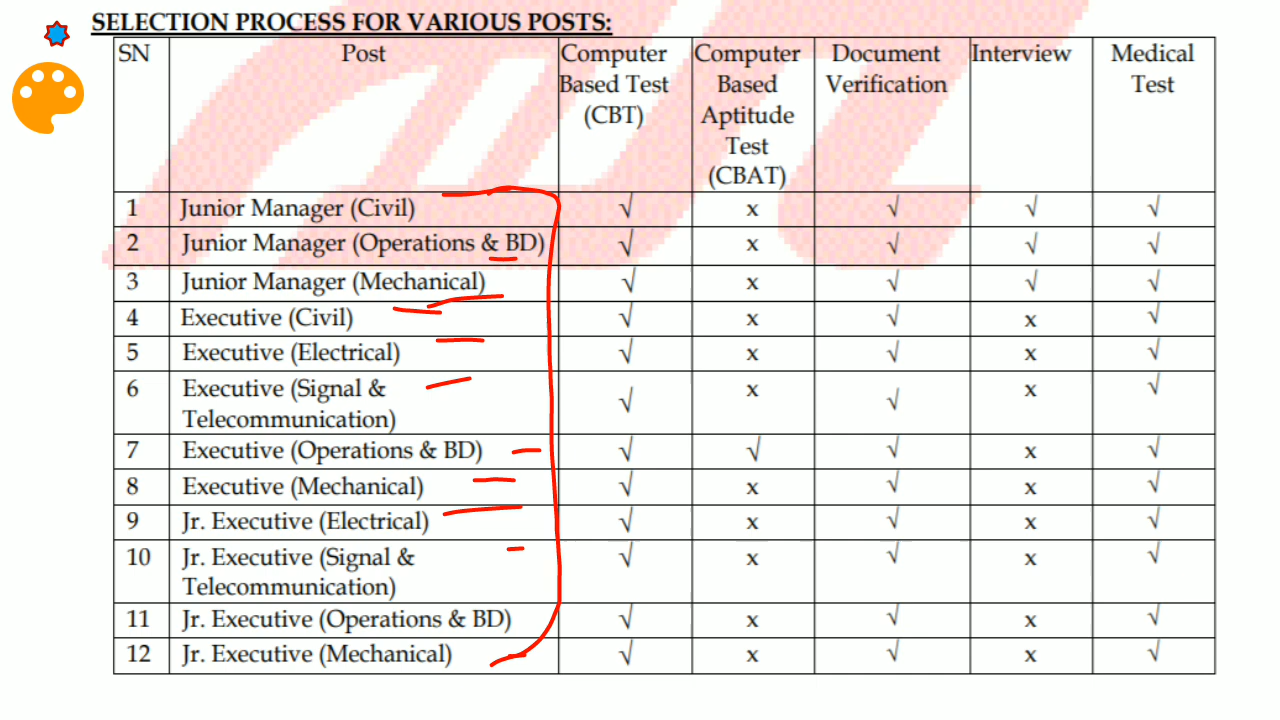 SELECTION PROCESS FOR VARIOUS POSTS:
SN Post Computer Based Test (CBT) Computer Based Aptitude Test (CBAT) Document Verification Interview Medical Test
1 Junior Manager (Civil) √ x √ √ √
2 Junior Manager (Operations & BD) √ x √ √ √
3 Junior Manager (Mechanical) √ x √ √ √
4 Executive (Civil) √ x √ x √
5 Executive (Electrical) √ x √ x √
6 Executive (Signal & Telecommunication) √ x √ x √
7 Executive (Operations & BD) √ √ √ x √
8 Executive (Mechanical) √ x √ x √
9 Jr. Executive (Electrical) √ x √ x √
10 Jr. Executive (Signal & Telecommunication) √ x √ x √
11 Jr. Executive (Operations & BD) √ x √ x √
12 Jr. Executive (Mechanical) √ x √ x √